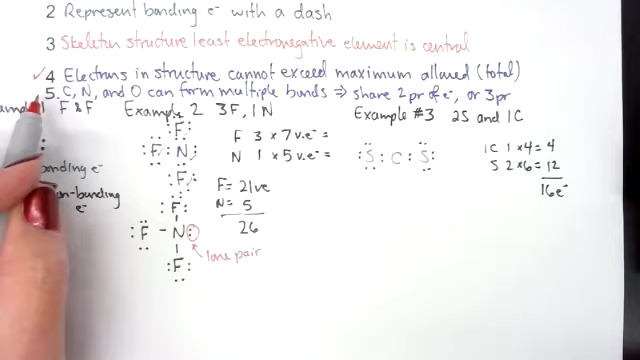 2 Represent bonding e⁻ with a dash
3 Skeleton structure least electronegative element is central
✓ 4 Electrons in structure cannot exceed maximum allowed (total)
5. C, N, and O can form multiple bonds ⇒ share 2pr of e⁻, or 3pr
F & F Example 2 3F, 1N Example #3 2S and 1C
F
F N
F
F 3 x 7 v.e⁻ =
N 1 x 5 v.e⁻ =
S : C : S
1C 1 x 4 = 4
S 2 x 6 = 12
16e⁻
bonding e⁻
non-bonding
e⁻
F = 21ve
N = 5
26
F
F - N
F
lone pair